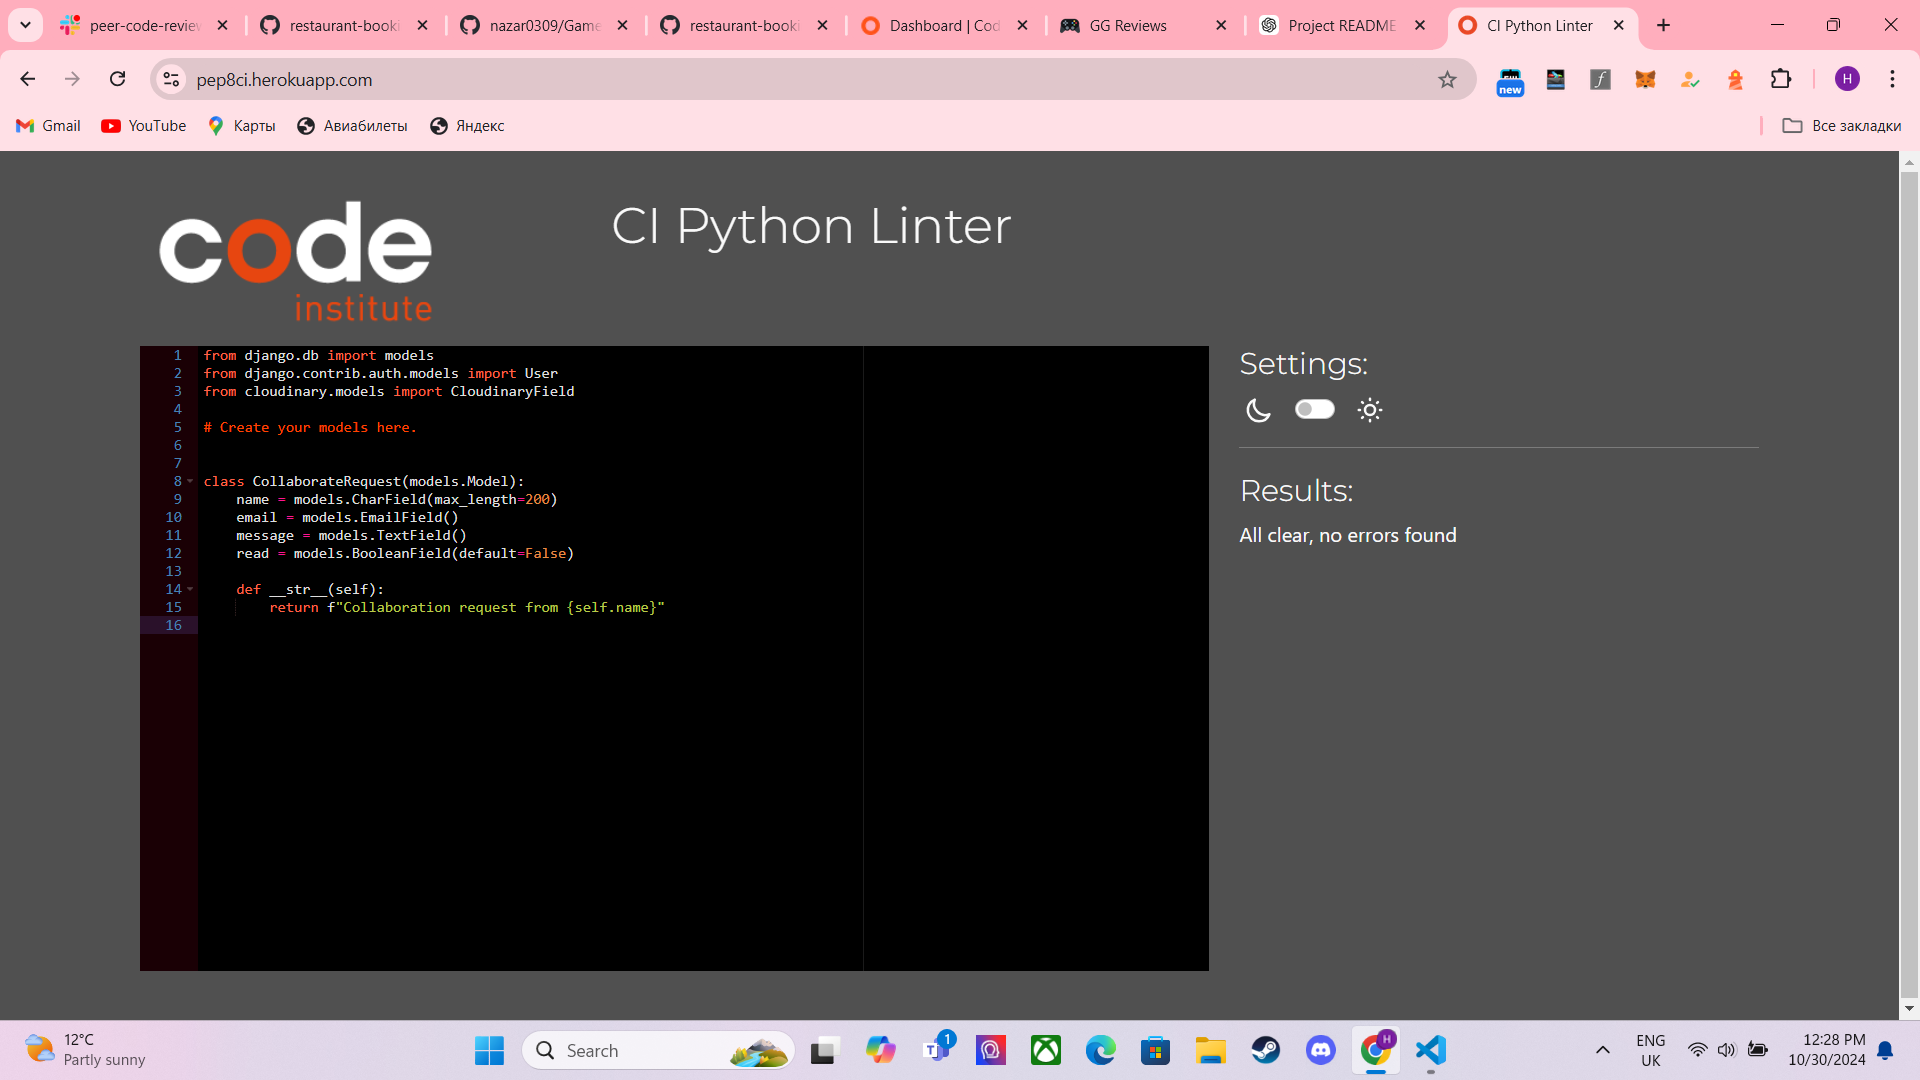 peer-code-review
restaurant-booki
nazar0309/Game
restaurant-booki
Dashboard | Cod
GG Reviews
Project README
CI Python Linter
pep8ci.herokuapp.com
new
H
Gmail
YouTube
Карты
Авиабилеты
Яндекс
Все закладки
code
institute
CI Python Linter
1 from django.db import models
2 from django.contrib.auth.models import User
3 from cloudinary.models import CloudinaryField
4
5 # Create your models here.
6
7
8 class CollaborateRequest(models.Model):
9     name = models.CharField(max_length=200)
10     email = models.EmailField()
11     message = models.TextField()
12     read = models.BooleanField(default=False)
13
14     def __str__(self):
15         return f"Collaboration request from {self.name}"
16
Settings:
Results:
All clear, no errors found
12°C
Partly sunny
Search
1
H
ENG
UK
12:28 PM
10/30/2024